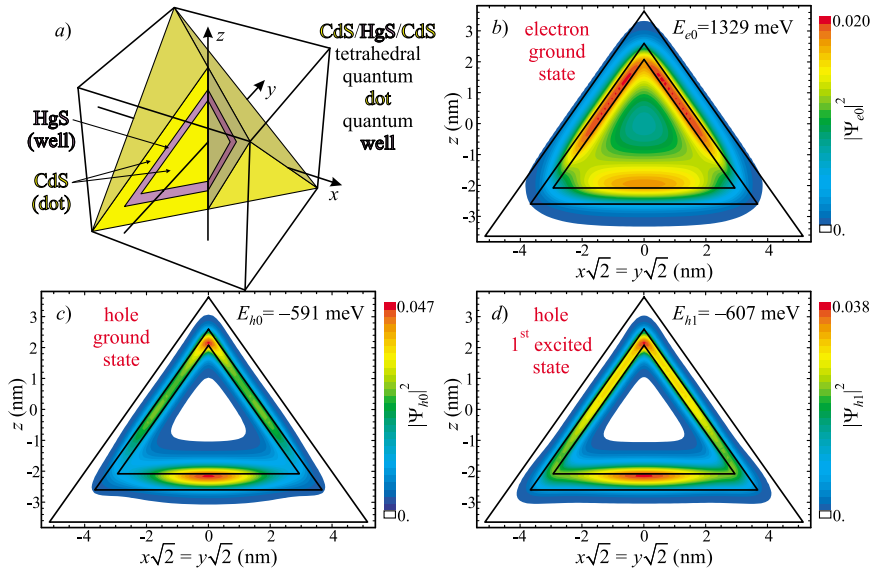 a)
z
y
x
CdS/HgS/CdS
tetrahedral
quantum
dot
quantum
well
HgS
(well)
CdS
(dot)
b)
electron
ground
state
E_e0=1329 meV
0.020
|Ψ_e0|^2
0.
z (nm)
3
2
1
0
-1
-2
-3
-4 -2 0 2 4
x√2 = y√2 (nm)
c)
hole
ground
state
E_h0= –591 meV
0.047
|Ψ_h0|^2
0.
z (nm)
3
2
1
0
-1
-2
-3
-4 -2 0 2 4
x√2 = y√2 (nm)
d)
hole
1st excited
state
E_h1= –607 meV
0.038
|Ψ_h1|^2
0.
z (nm)
3
2
1
0
-1
-2
-3
-4 -2 0 2 4
x√2 = y√2 (nm)